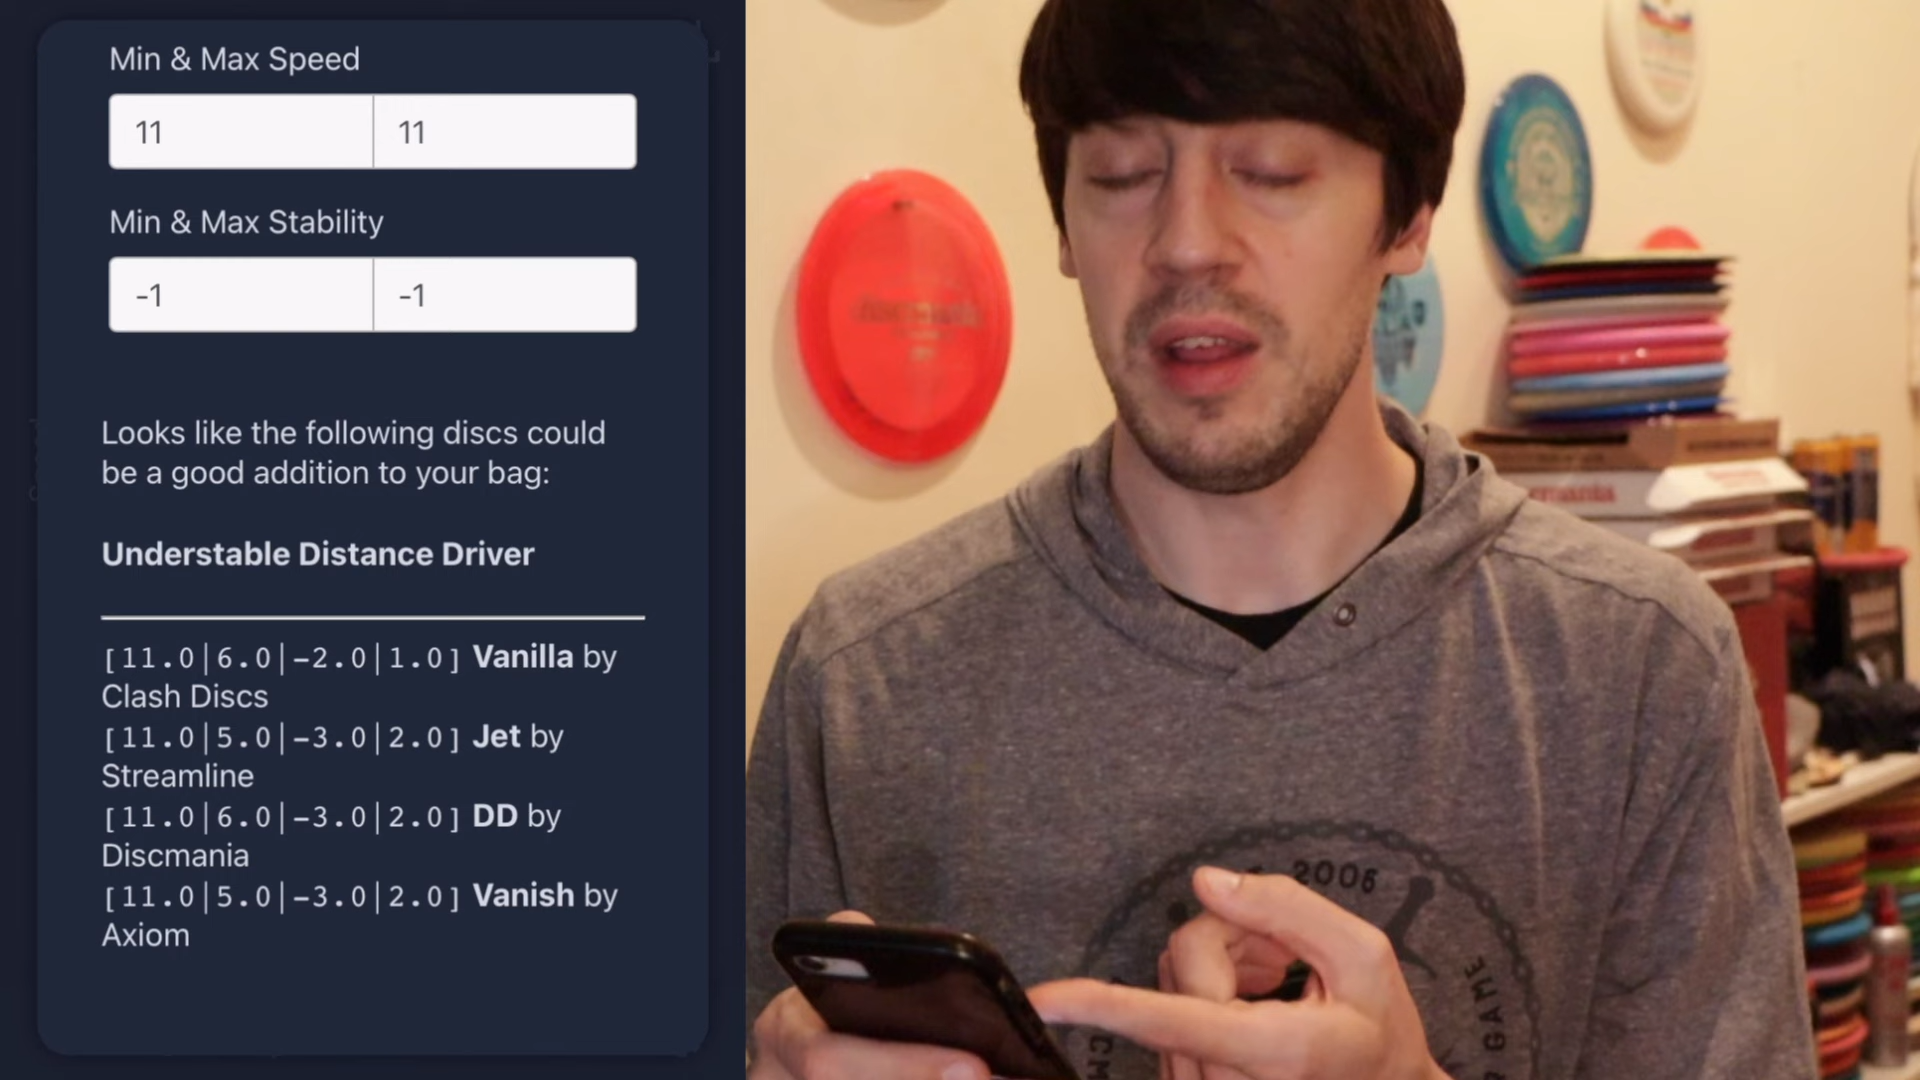 Min & Max Speed
11 11
Min & Max Stability
-1 -1
Looks like the following discs could
be a good addition to your bag:
Understable Distance Driver
[11.0|6.0|-2.0|1.0] Vanilla by
Clash Discs
[11.0|5.0|-3.0|2.0] Jet by
Streamline
[11.0|6.0|-3.0|2.0] DD by
Discmania
[11.0|5.0|-3.0|2.0] Vanish by
Axiom
2006
GAME